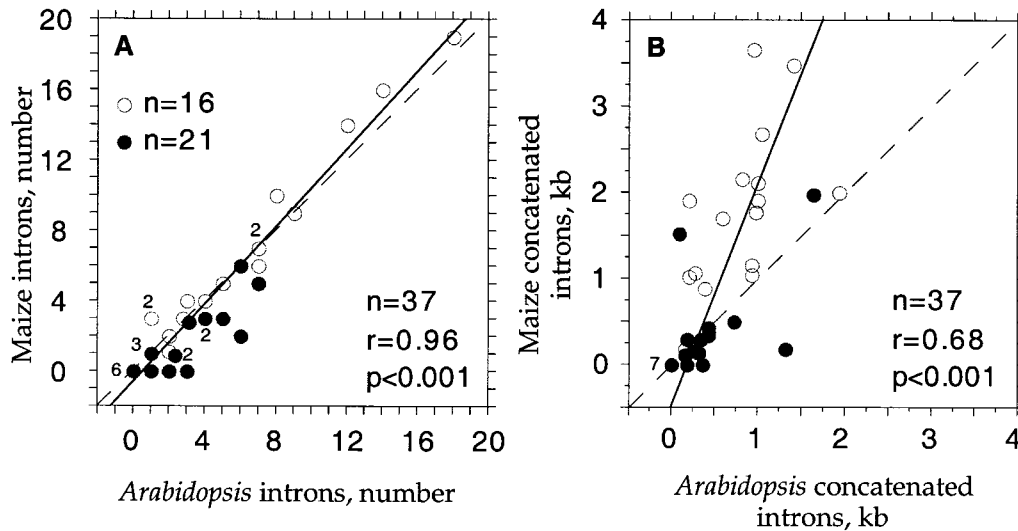 20
16
12
8
4
0
Maize introns, number
A
n=16
n=21
2
2
3
6
2
2
n=37
r=0.96
p<0.001
0
4
8
12
16
20
Arabidopsis introns, number
4
3
2
1
0
Maize concatenated
introns, kb
B
7
n=37
r=0.68
p<0.001
0
1
2
3
4
Arabidopsis concatenated
introns, kb